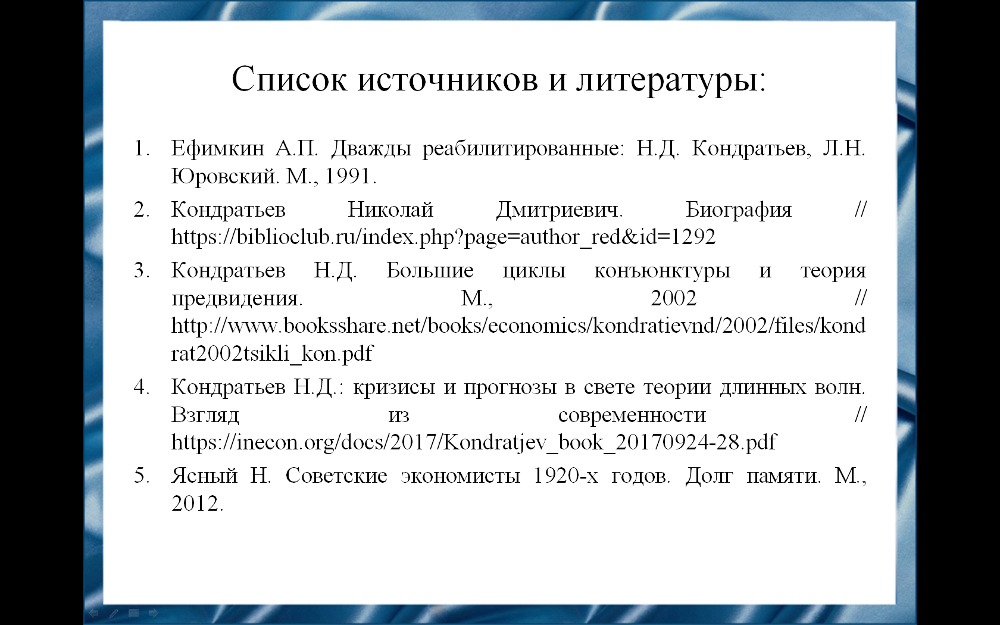 Список источников и литературы:
1. Ефимкин А.П. Дважды реабилитированные: Н.Д. Кондратьев, Л.Н.
Юровский. М., 1991.
2. Кондратьев Николай Дмитриевич. Биография //
https://biblioclub.ru/index.php?page=author_red&id=1292
3. Кондратьев Н.Д. Большие циклы конъюнктуры и теория
предвидения. М., 2002 //
http://www.booksshare.net/books/economics/kondratievnd/2002/files/kond
rat2002tsikli_kon.pdf
4. Кондратьев Н.Д.: кризисы и прогнозы в свете теории длинных волн.
Взгляд из современности //
https://inecon.org/docs/2017/Kondratjev_book_20170924-28.pdf
5. Ясный Н. Советские экономисты 1920-х годов. Долг памяти. М.,
2012.